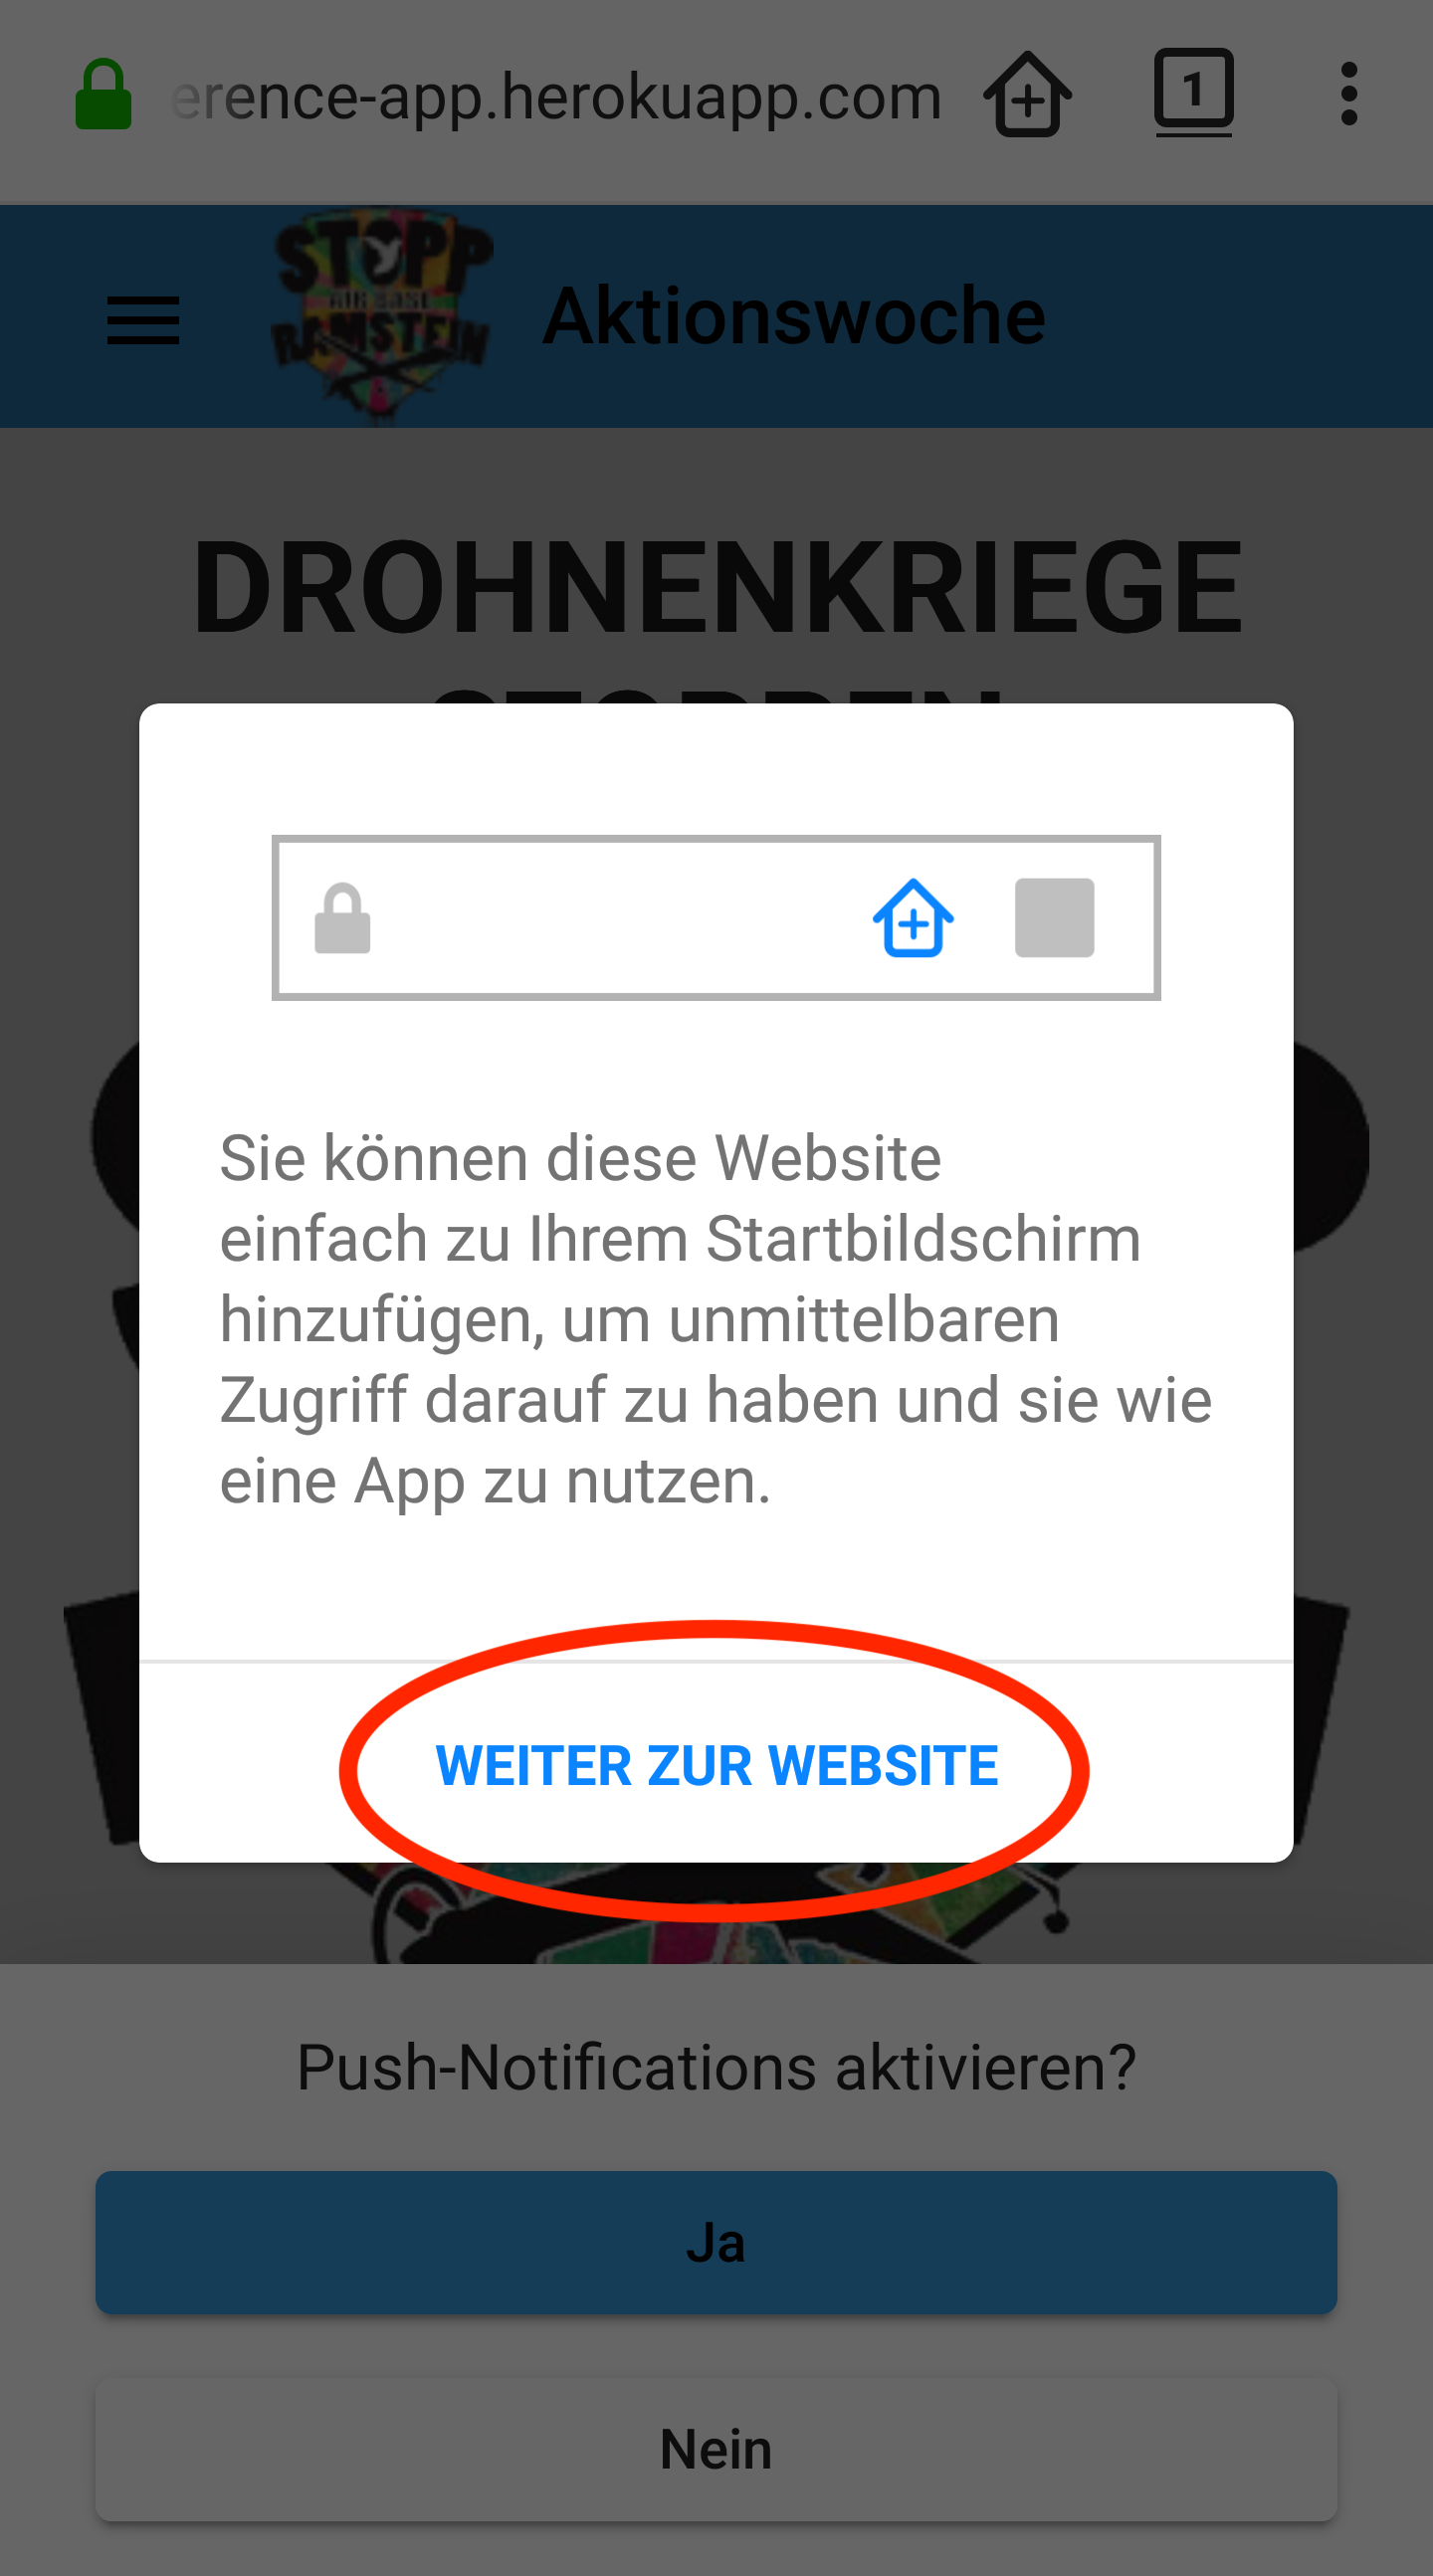 erence-app.herokuapp.com
1
STOPP
AIR BASE
RAMSTEIN
Aktionswoche
DROHNENKRIEGE
STOPPEN
Sie können diese Website
einfach zu Ihrem Startbildschirm
hinzufügen, um unmittelbaren
Zugriff darauf zu haben und sie wie
eine App zu nutzen.
WEITER ZUR WEBSITE
Push-Notifications aktivieren?
Ja
Nein